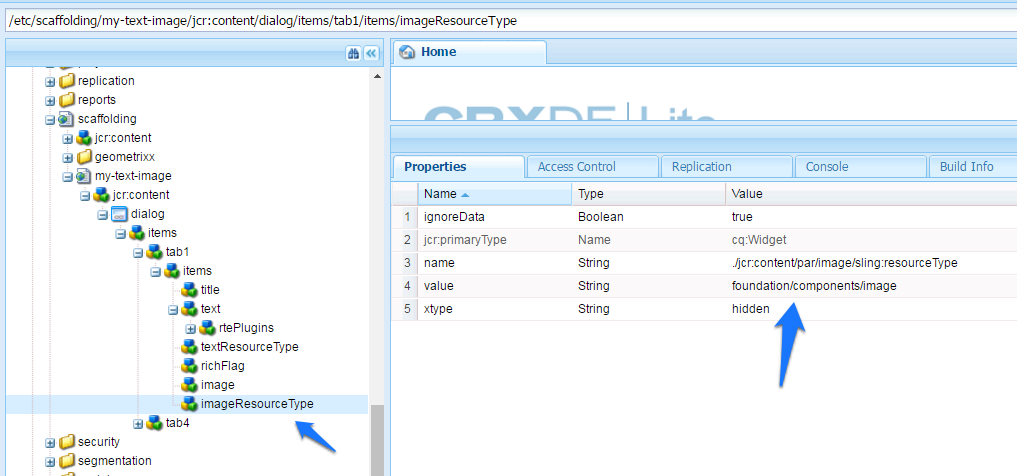 /etc/scaffolding/my-text-image/jcr:content/dialog/items/tab1/items/imageResourceType
replication
reports
scaffolding
jcr:content
geometrixx
my-text-image
jcr:content
dialog
items
tab1
items
title
text
rtePlugins
textResourceType
richFlag
image
imageResourceType
tab4
security
segmentation
Home
CRXDE | Lite
Properties Access Control Replication Console Build Info
Name Type Value
1 ignoreData Boolean true
2 jcr:primaryType Name cq:Widget
3 name String ./jcr:content/par/image/sling:resourceType
4 value String foundation/components/image
5 xtype String hidden